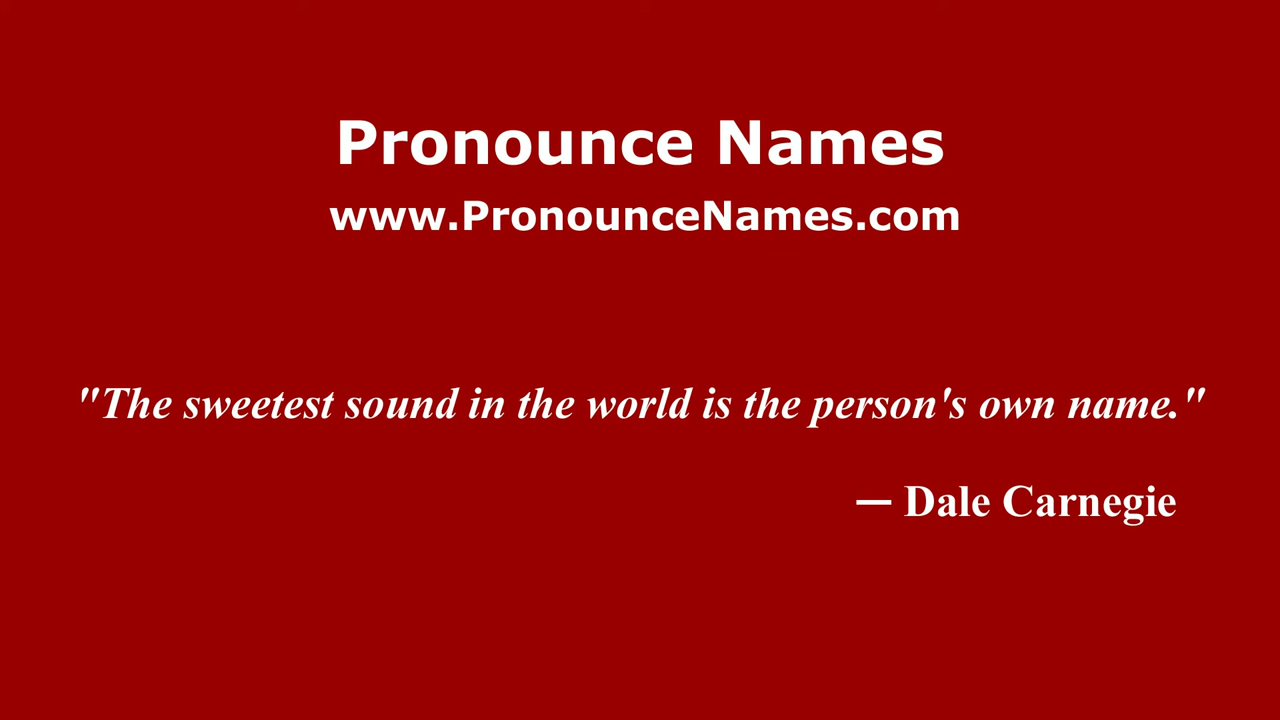 Pronounce Names
www.PronounceNames.com
"The sweetest sound in the world is the person's own name."
— Dale Carnegie